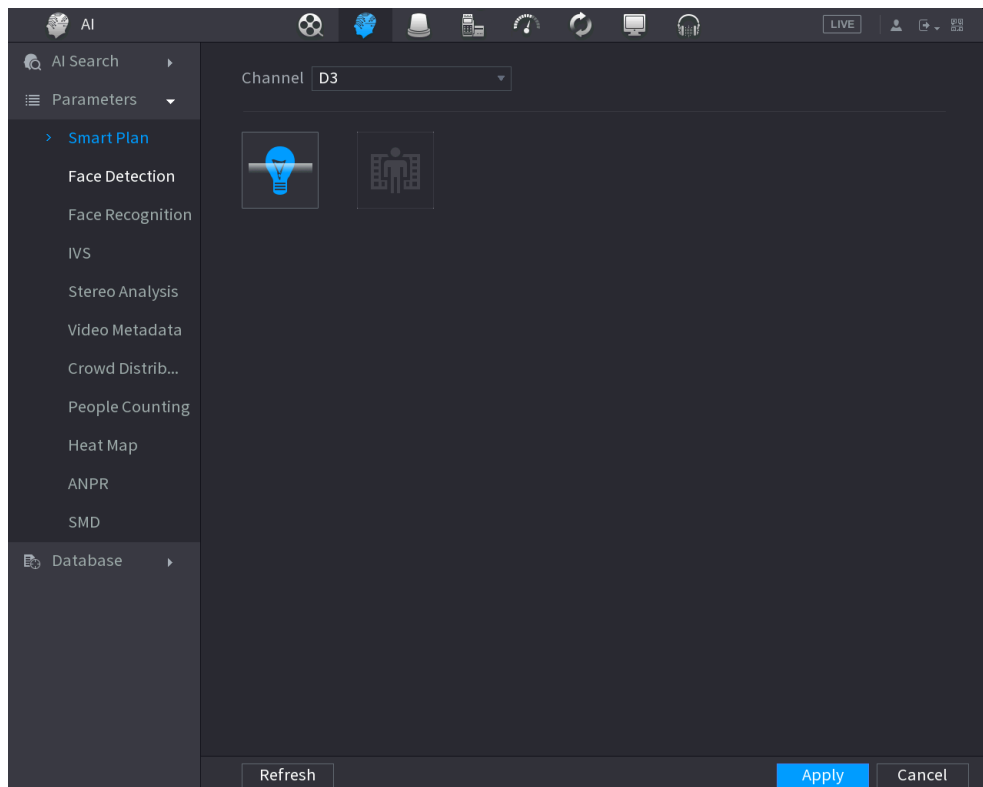 AI
LIVE
AI Search
Parameters
Smart Plan
Face Detection
Face Recognition
IVS
Stereo Analysis
Video Metadata
Crowd Distrib...
People Counting
Heat Map
ANPR
SMD
Database
Channel D3
Refresh
Apply
Cancel